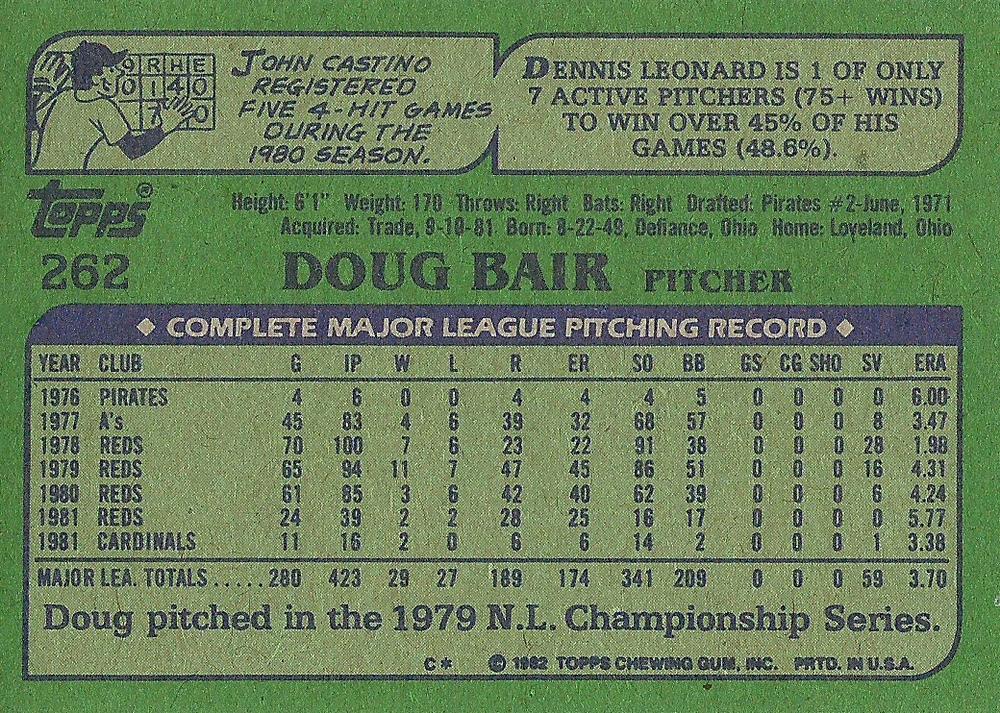 9 R H E
0 1 4 0
7 0
JOHN CASTINO
REGISTERED
FIVE 4-HIT GAMES
DURING THE
1980 SEASON.
DENNIS LEONARD IS 1 OF ONLY
7 ACTIVE PITCHERS (75+ WINS)
TO WIN OVER 45% OF HIS
GAMES (48.6%).
TOPPS®
Height: 6'1" Weight: 170 Throws: Right Bats: Right Drafted: Pirates #2-June, 1971
Acquired: Trade, 9-10-81 Born: 8-22-49, Defiance, Ohio Home: Loveland, Ohio
262 DOUG BAIR PITCHER
◆ COMPLETE MAJOR LEAGUE PITCHING RECORD ◆
YEAR CLUB G IP W L R ER SO BB GS CG SHO SV ERA
1976 PIRATES 4 6 0 0 4 4 4 5 0 0 0 0 6.00
1977 A's 45 83 4 6 39 32 68 57 0 0 0 8 3.47
1978 REDS 70 100 7 6 23 22 91 38 0 0 0 28 1.98
1979 REDS 65 94 11 7 47 45 86 51 0 0 0 16 4.31
1980 REDS 61 85 3 6 42 40 62 39 0 0 0 6 4.24
1981 REDS 24 39 2 2 28 25 16 17 0 0 0 0 5.77
1981 CARDINALS 11 16 2 0 6 6 14 2 0 0 0 1 3.38
MAJOR LEA. TOTALS..... 280 423 29 27 189 174 341 209 0 0 0 59 3.70
Doug pitched in the 1979 N.L. Championship Series.
C* © 1982 TOPPS CHEWING GUM, INC. PRTD. IN U.S.A.